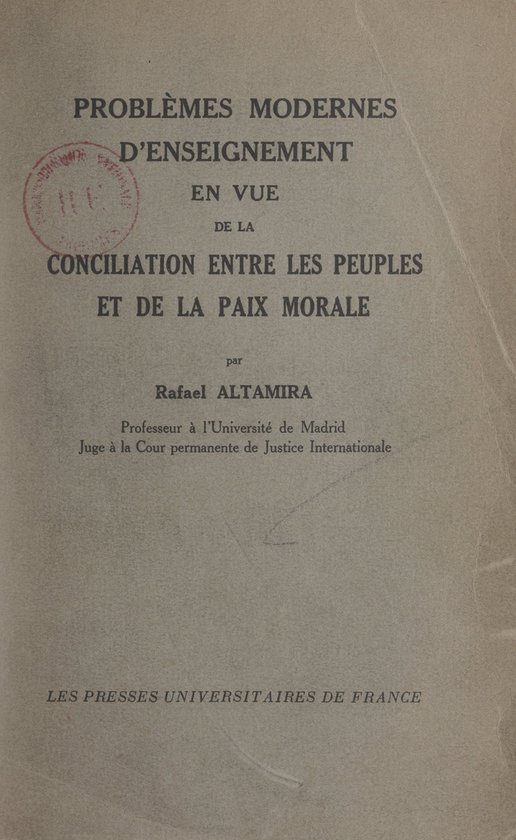 PROBLÈMES MODERNES
D'ENSEIGNEMENT
EN VUE
DE LA
CONCILIATION ENTRE LES PEUPLES
ET DE LA PAIX MORALE
par
Rafael ALTAMIRA
Professeur à l'Université de Madrid
Juge à la Cour permanente de Justice Internationale
LES PRESSES UNIVERSITAIRES DE FRANCE